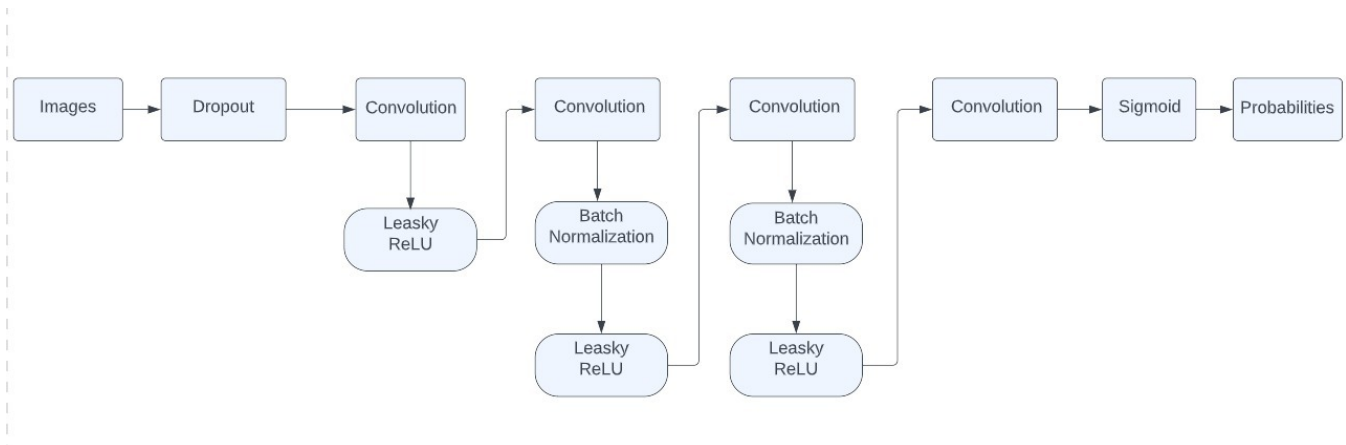 Images
Dropout
Convolution
Leasky
ReLU
Convolution
Batch
Normalization
Leasky
ReLU
Convolution
Batch
Normalization
Leasky
ReLU
Convolution
Sigmoid
Probabilities